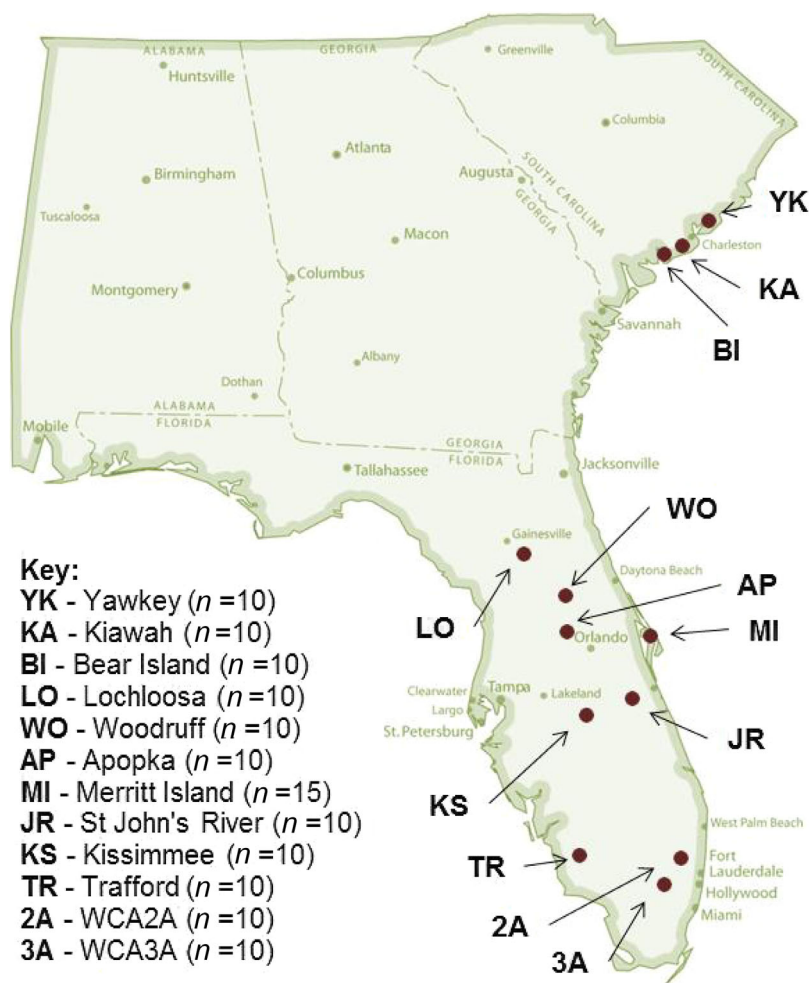 ALABAMA
GEORGIA
SOUTH CAROLINA
Huntsville
Greenville
Columbia
Atlanta
Birmingham
Augusta
SOUTH CAROLINA
GEORGIA
Tuscaloosa
YK
Macon
Charleston
Columbus
Montgomery
KA
Savannah
BI
Albany
Dothan
ALABAMA
FLORIDA
Mobile
GEORGIA
FLORIDA
Tallahassee
Jacksonville
WO
Gainesville
Daytona Beach
AP
LO
MI
Orlando
Clearwater
Tampa
Lakeland
Largo
St. Petersburg
JR
KS
West Palm Beach
TR
Fort
Lauderdale
Hollywood
2A
Miami
3A
Key:
YK - Yawkey (n =10)
KA - Kiawah (n =10)
BI - Bear Island (n =10)
LO - Lochloosa (n =10)
WO - Woodruff (n =10)
AP - Apopka (n =10)
MI - Merritt Island (n =15)
JR - St John's River (n =10)
KS - Kissimmee (n =10)
TR - Trafford (n =10)
2A - WCA2A (n =10)
3A - WCA3A (n =10)